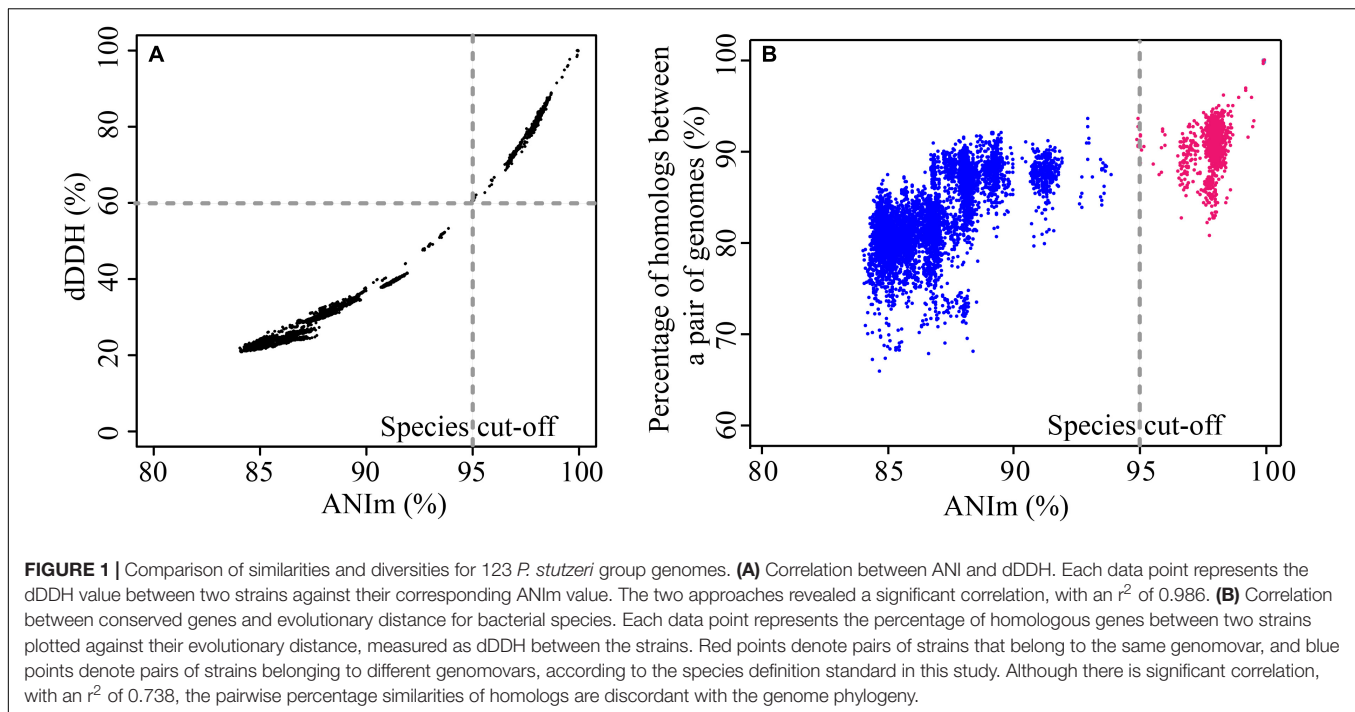 A
dDDH (%)
0 20 40 60 80 100
Species cut-off
80 85 90 95 100
ANIm (%)
B
Percentage of homologs between
a pair of genomes (%)
60 70 80 90 100
Species cut-off
80 85 90 95 100
ANIm (%)
FIGURE 1 | Comparison of similarities and diversities for 123 P. stutzeri group genomes. (A) Correlation between ANI and dDDH. Each data point represents the
dDDH value between two strains against their corresponding ANIm value. The two approaches revealed a significant correlation, with an r² of 0.986. (B) Correlation
between conserved genes and evolutionary distance for bacterial species. Each data point represents the percentage of homologous genes between two strains
plotted against their evolutionary distance, measured as dDDH between the strains. Red points denote pairs of strains that belong to the same genomovar, and blue
points denote pairs of strains belonging to different genomovars, according to the species definition standard in this study. Although there is significant correlation,
with an r² of 0.738, the pairwise percentage similarities of homologs are discordant with the genome phylogeny.